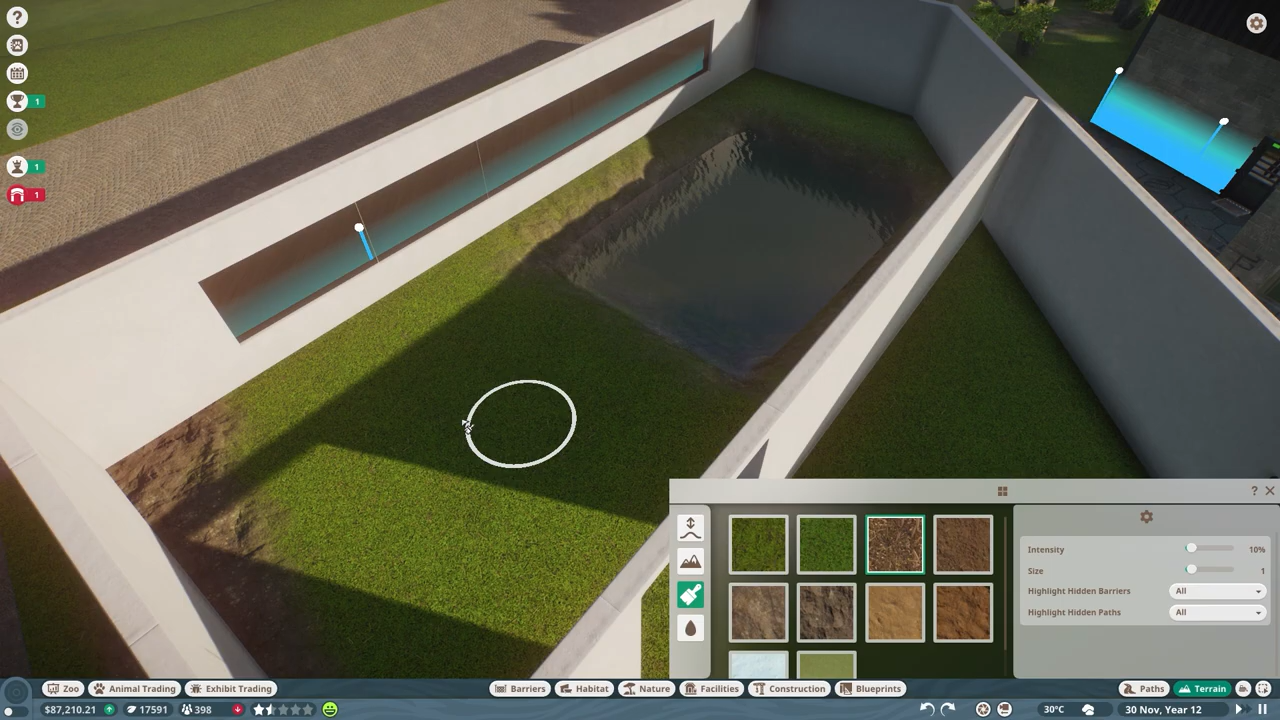 ?
1
1
1
?
Intensity 10%
Size 1
Highlight Hidden Barriers All
Highlight Hidden Paths All
Zoo Animal Trading Exhibit Trading Barriers Habitat Nature Facilities Construction Blueprints Paths Terrain
$87,210.21 17591 398 30°C 30 Nov, Year 12